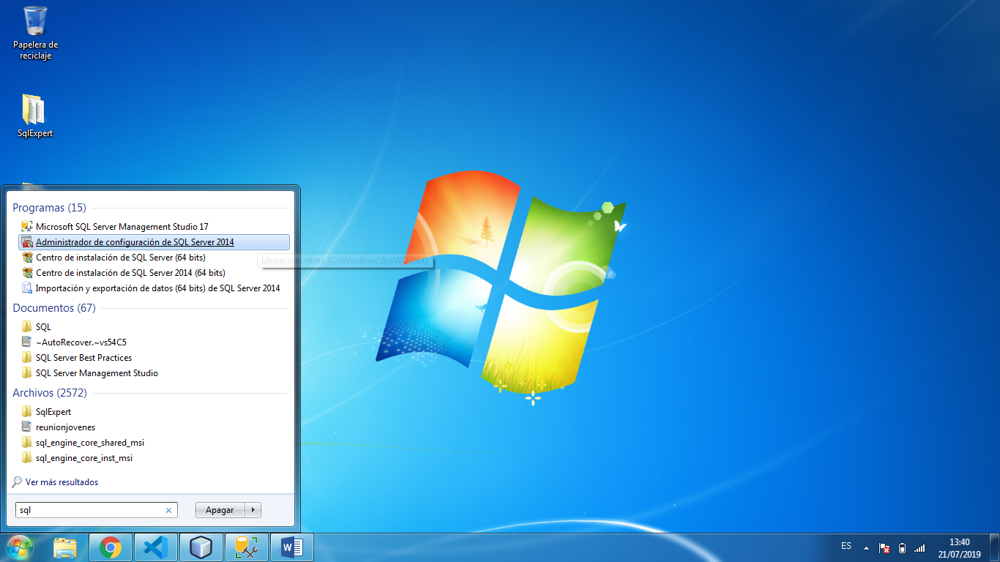 Papelera de
reciclaje
SqlExpert
Programas (15)
Microsoft SQL Server Management Studio 17
Administrador de configuración de SQL Server 2014
Centro de instalación de SQL Server (64 bits)
Ubicación: mmc (C:\Windows\SysWOW64)
Centro de instalación de SQL Server 2014 (64 bits)
Importación y exportación de datos (64 bits) de SQL Server 2014
Documentos (67)
SQL
~AutoRecover.~vs54C5
SQL Server Best Practices
SQL Server Management Studio
Archivos (2572)
SqlExpert
reunionjovenes
sql_engine_core_shared_msi
sql_engine_core_inst_msi
Ver más resultados
sql
Apagar
ES
13:40
21/07/2019